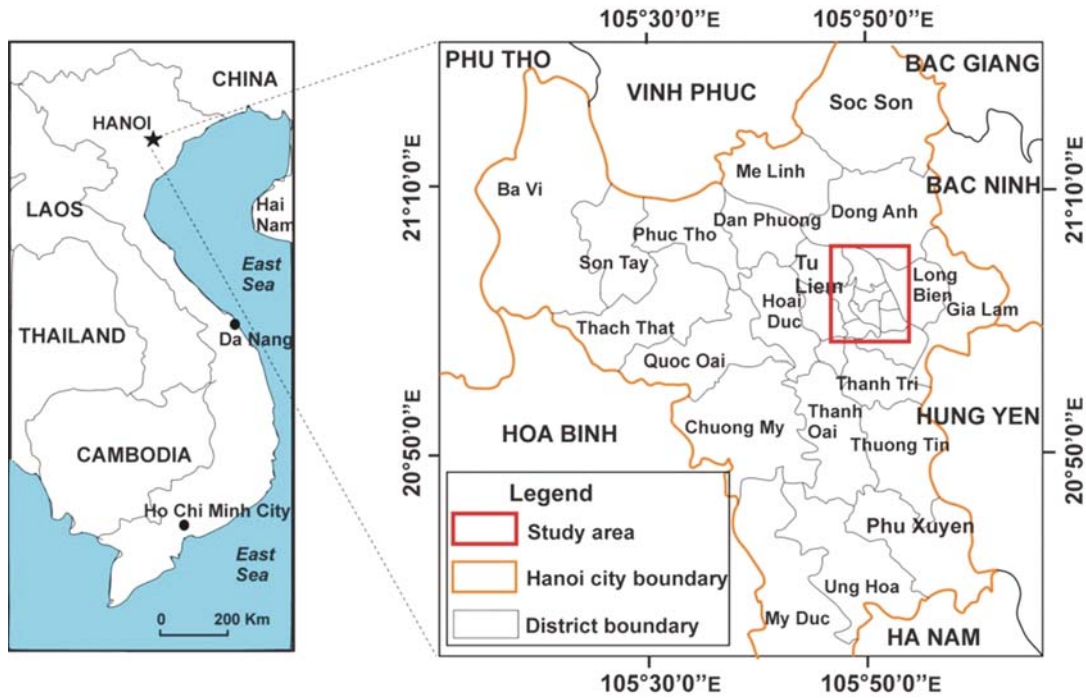 CHINA
HANOI
LAOS
Hai
Nam
East
Sea
THAILAND
Da Nang
CAMBODIA
Ho Chi Minh City
East
Sea
0 200 Km
105°30'0’’E 105°50'0’’E
PHU THO
VINH PHUC
BAC GIANG
Soc Son
21°10'0’’E
Ba Vi
Me Linh
BAC NINH
21°10'0’’E
Dan Phuong
Dong Anh
Phuc Tho
Son Tay
Tu
Liem
Long
Bien
Hoai
Duc
Gia Lam
Thach That
Quoc Oai
Thanh Tri
20°50'0’’E
HOA BINH
Chuong My
Thanh
Oai
HUNG YEN
Thuong Tin
20°50'0’’E
Legend
Study area
Hanoi city boundary
District boundary
Phu Xuyen
Ung Hoa
My Duc
HA NAM
105°30'0’’E 105°50'0’’E